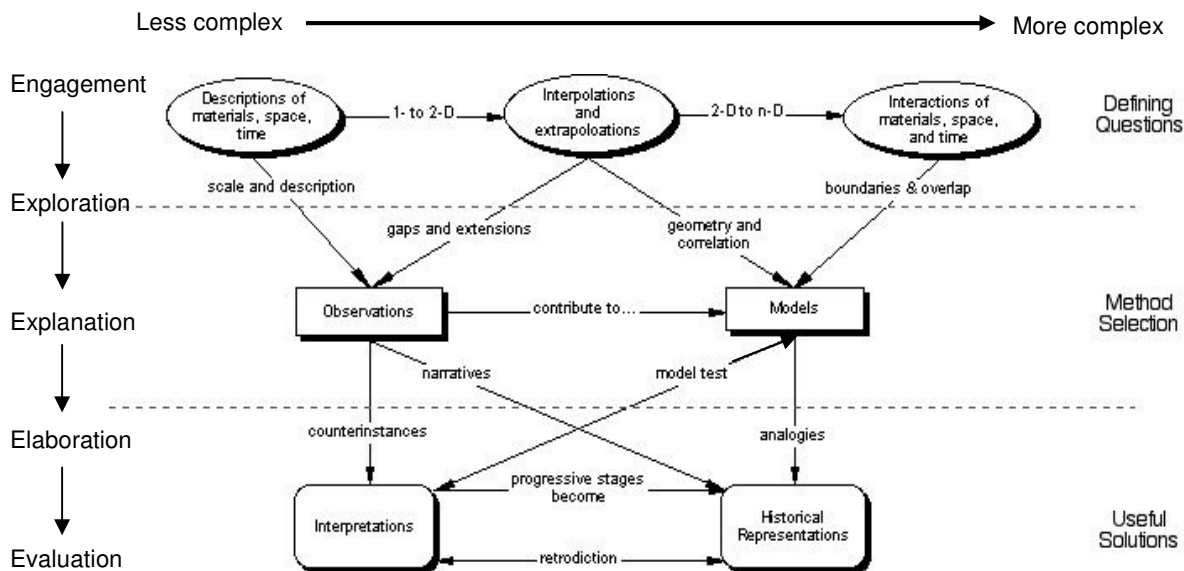 Less complex
More complex
Engagement
Descriptions of
materials, space,
time
1- to 2-D
Interpolations
and
extrapoloations
2-D to n-D
Interactions of
materials, space,
and time
Defining
Questions
scale and description
boundaries & overlap
Exploration
gaps and extensions
geometry and
correlation
Explanation
Observations
contribute to...
Models
Method
Selection
narratives
model test
Elaboration
counterinstances
analogies
progressive stages
become
Interpretations
Historical
Representations
Useful
Solutions
Evaluation
retrodiction